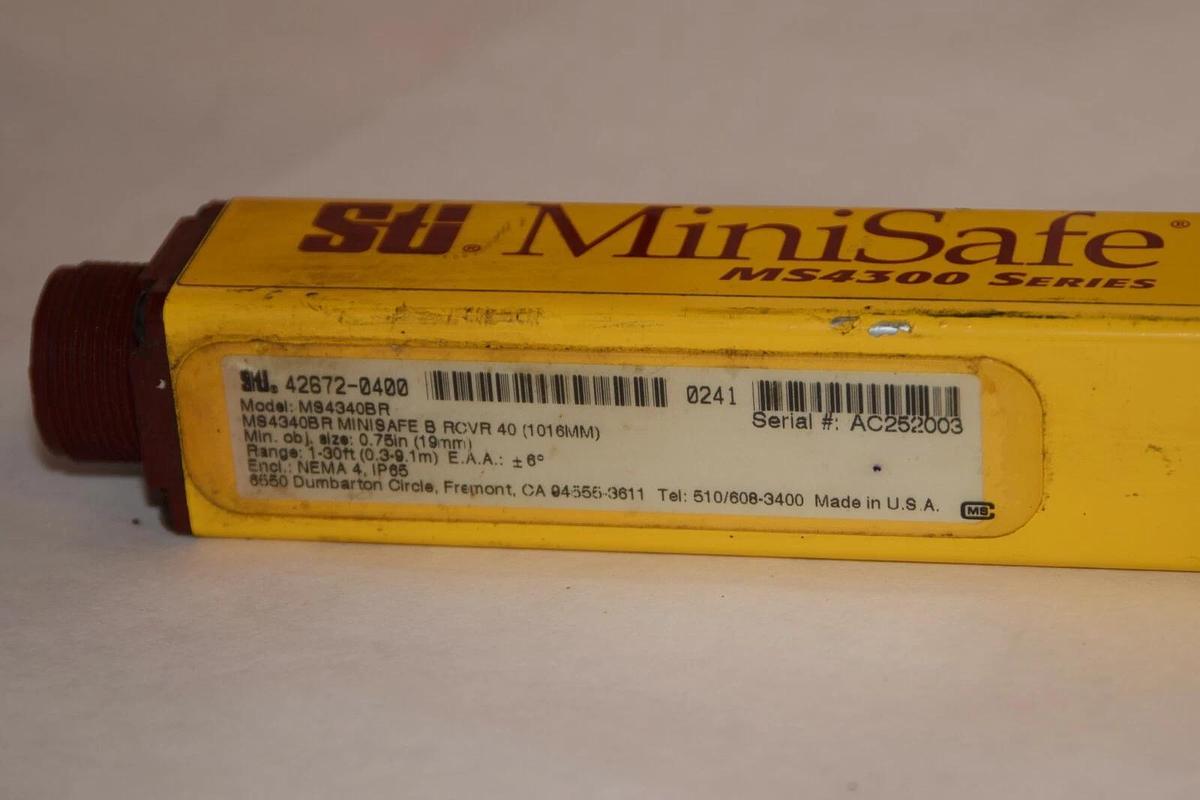 Sti® MiniSafe®
MS4300 SERIES
Sti® 42672-0400 0241
Model: MS4340BR
Serial #: AC252003
MS4340BR MINISAFE B RCVR 40 (1016MM)
Min. obj. size: 0.75in (19mm)
Range: 1-30ft (0.3-9.1m) E.A.A.: ±6°
Encl.: NEMA 4, IP65
6550 Dumbarton Circle, Fremont, CA 94555-3611 Tel: 510/608-3400 Made in U.S.A.
MS